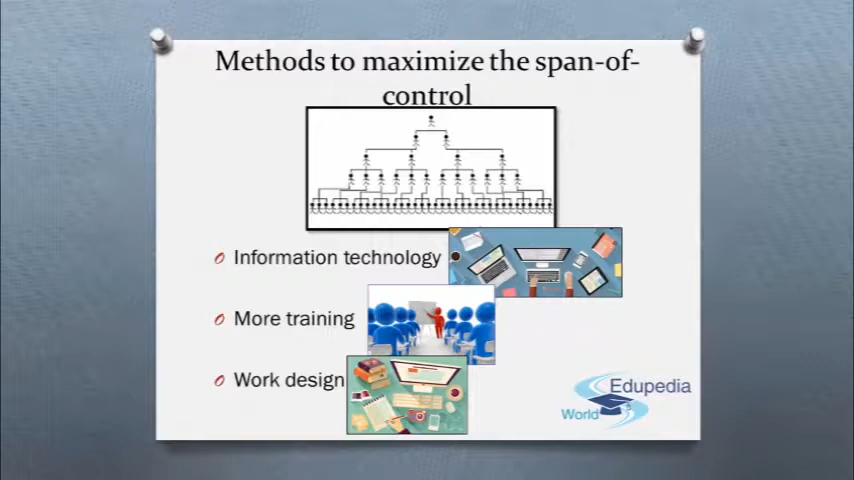 Methods to maximize the span-of-
control
Information technology
More training
Work design
Edupedia
World